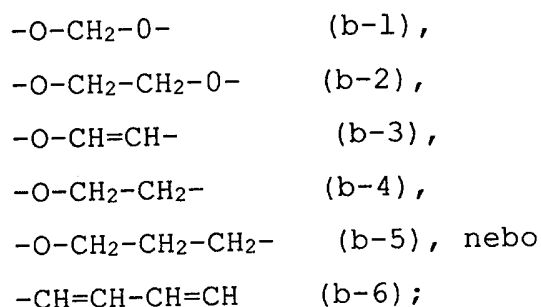 -O-CH₂-O- (b-1),
-O-CH₂-CH₂-O- (b-2),
-O-CH=CH- (b-3),
-O-CH₂-CH₂- (b-4),
-O-CH₂-CH₂-CH₂- (b-5), nebo
-CH=CH-CH=CH (b-6);